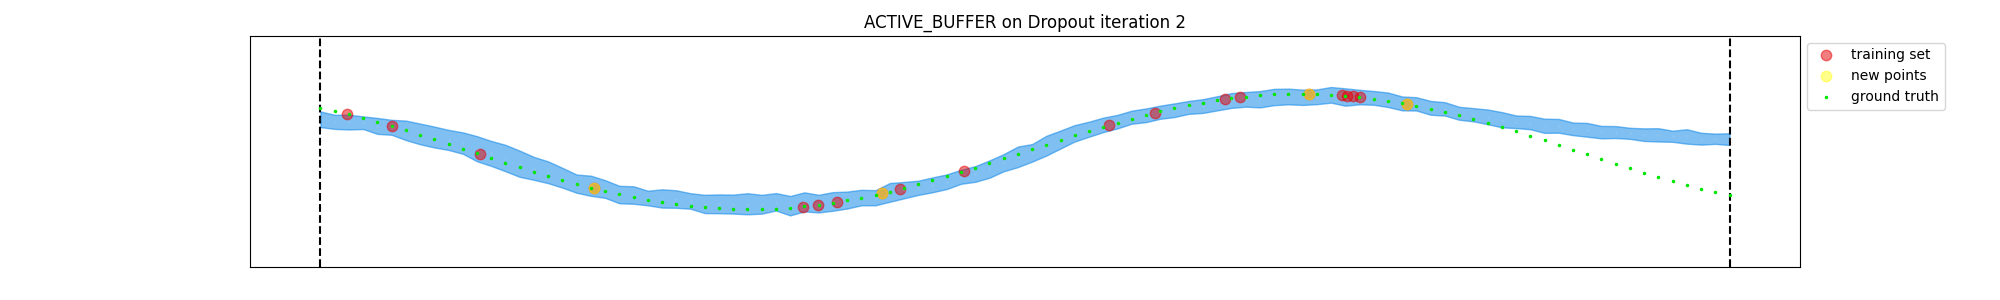 ACTIVE_BUFFER on Dropout iteration 2
training set
new points
ground truth